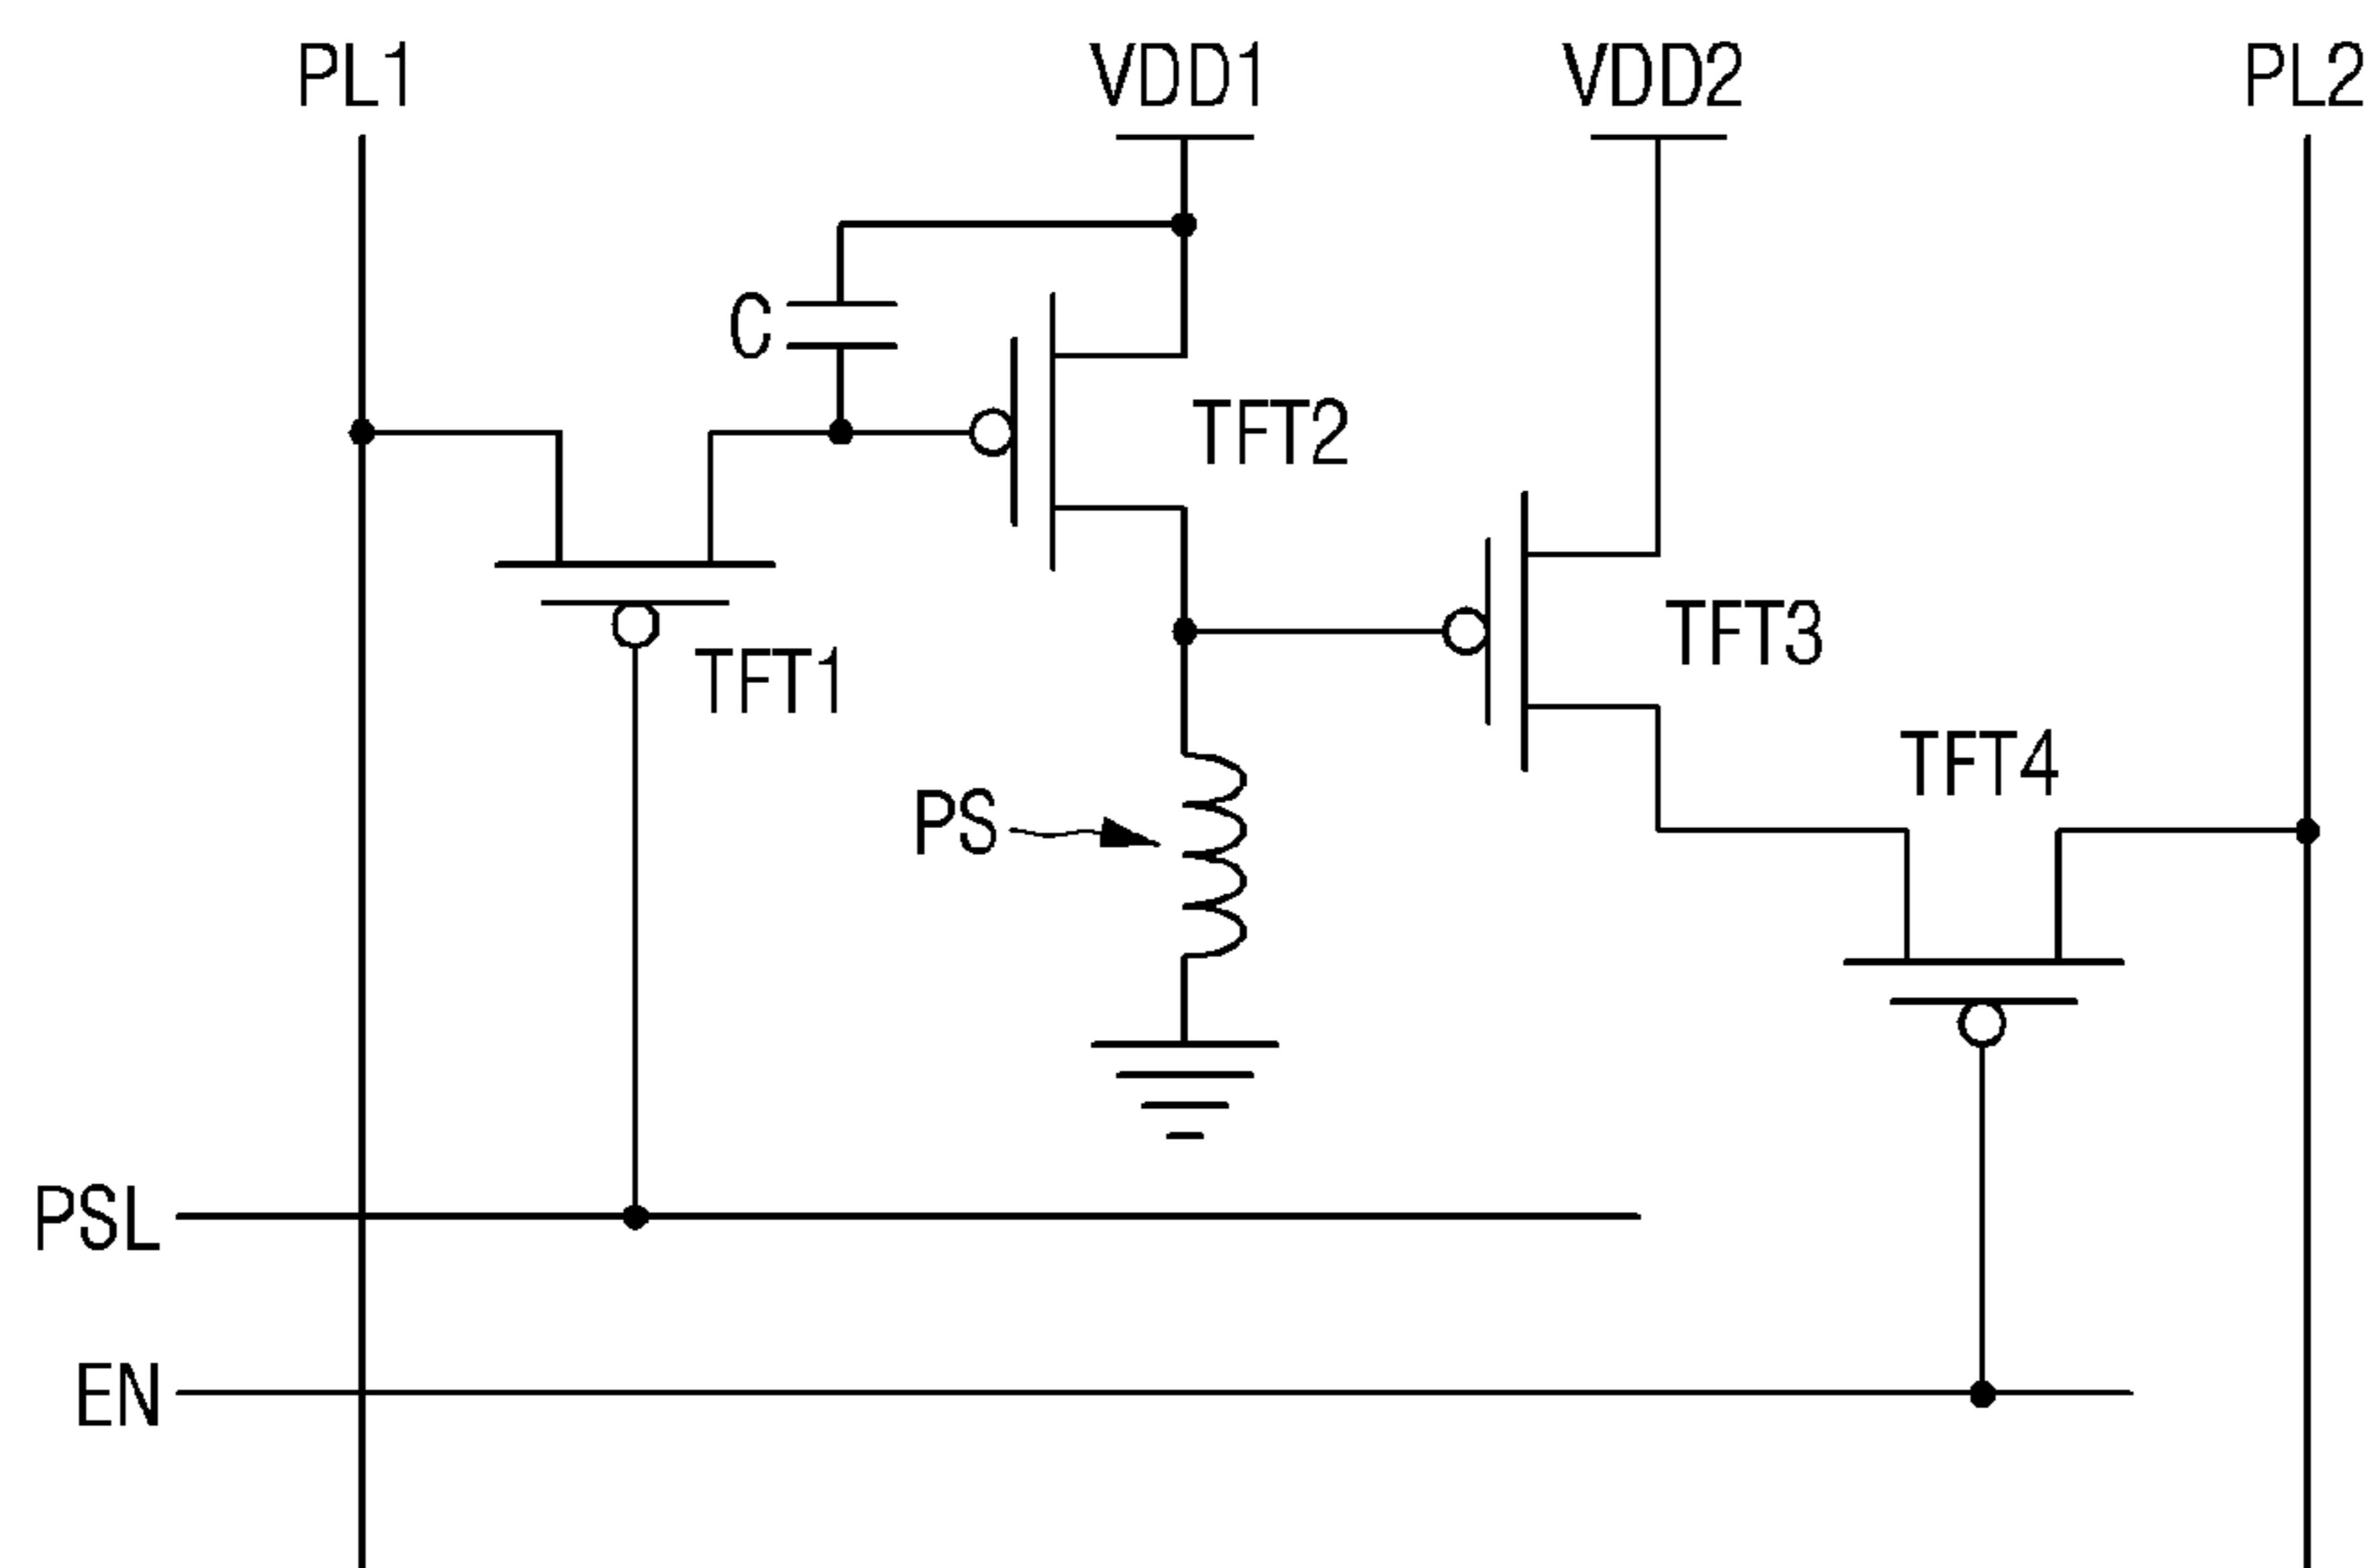 PL1
VDD1
VDD2
PL2
C
TFT2
TFT3
TFT1
TFT4
PS
PSL
EN